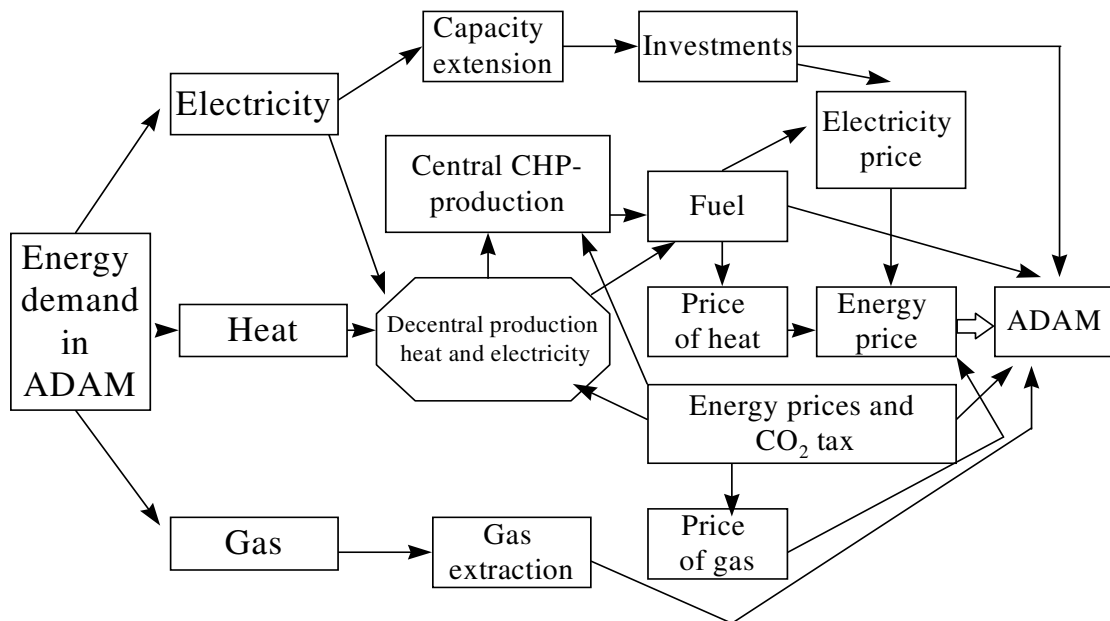 Capacity
extension
Investments
Electricity
Electricity
price
Central CHP-
production
Fuel
Energy
demand
in
ADAM
Heat
Decentral production
heat and electricity
Price
of heat
Energy
price
ADAM
Energy prices and
CO2 tax
Gas
Gas
extraction
Price
of gas